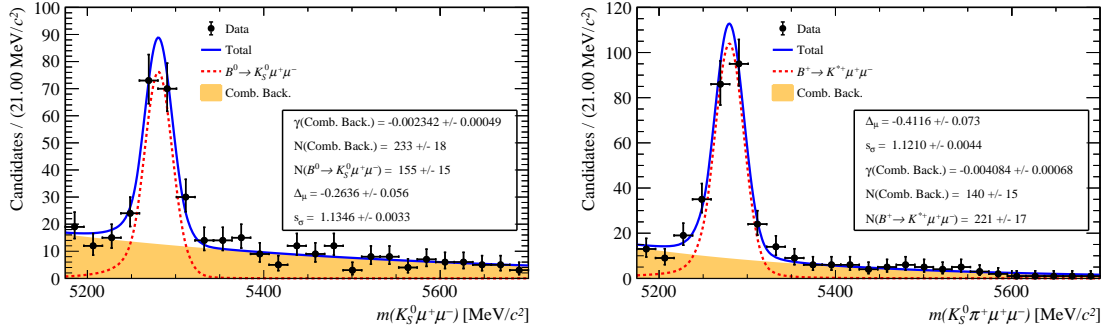 Candidates / (21.00 MeV/c²)
100
90
80
70
60
50
40
30
20
10
0
Data
Total
B⁰→ K_S⁰μ⁺μ⁻
Comb. Back.
γ(Comb. Back.) = -0.002342 +/- 0.00049
N(Comb. Back.) = 233 +/- 18
N(B⁰→ K_S⁰μ⁺μ⁻) = 155 +/- 15
Δ_μ = -0.2636 +/- 0.056
s_σ = 1.1346 +/- 0.0033
5200 5400 5600
m(K_S⁰μ⁺μ⁻) [MeV/c²]
Candidates / (21.00 MeV/c²)
120
100
80
60
40
20
0
Data
Total
B⁺→ K*⁺μ⁺μ⁻
Comb. Back.
Δ_μ = -0.4116 +/- 0.073
s_σ = 1.1210 +/- 0.0044
γ(Comb. Back.) = -0.004084 +/- 0.00068
N(Comb. Back.) = 140 +/- 15
N(B⁺→ K*⁺μ⁺μ⁻) = 221 +/- 17
5200 5400 5600
m(K_S⁰π⁺μ⁺μ⁻) [MeV/c²]